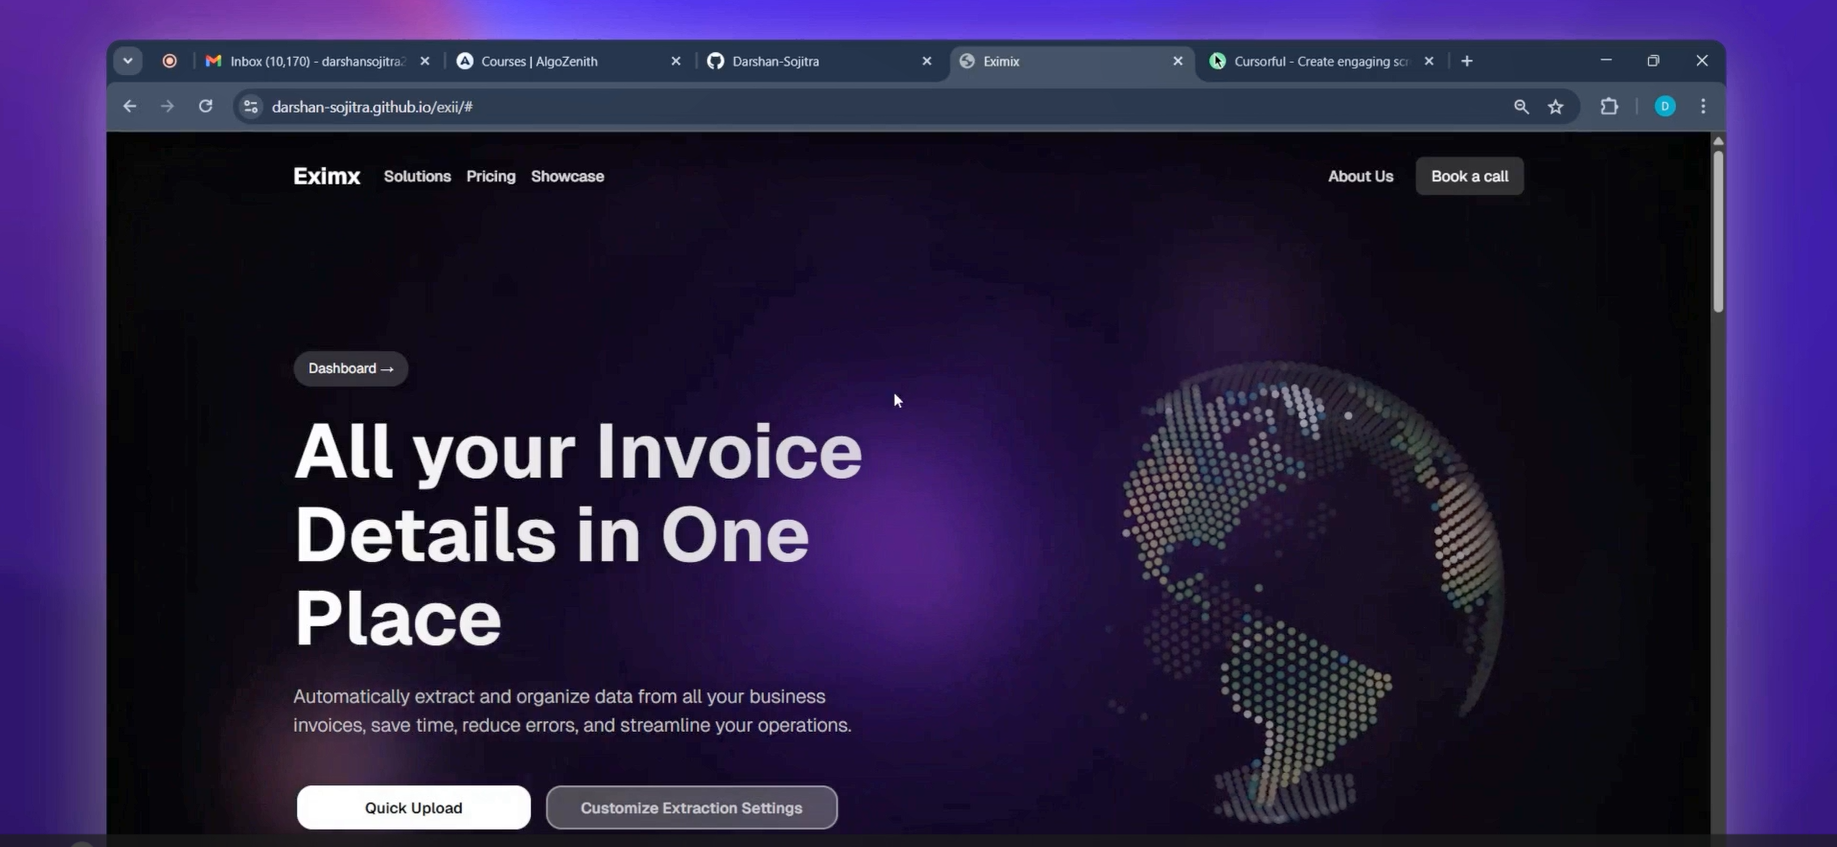 Inbox (10,170) - darshansojitra2
Courses | AlgoZenith
Darshan-Sojitra
Eximix
Cursorful - Create engaging scr
darshan-sojitra.github.io/exii/#
D
Eximx
Solutions
Pricing
Showcase
About Us
Book a call
Dashboard →
All your Invoice
Details in One
Place
Automatically extract and organize data from all your business
invoices, save time, reduce errors, and streamline your operations.
Quick Upload
Customize Extraction Settings